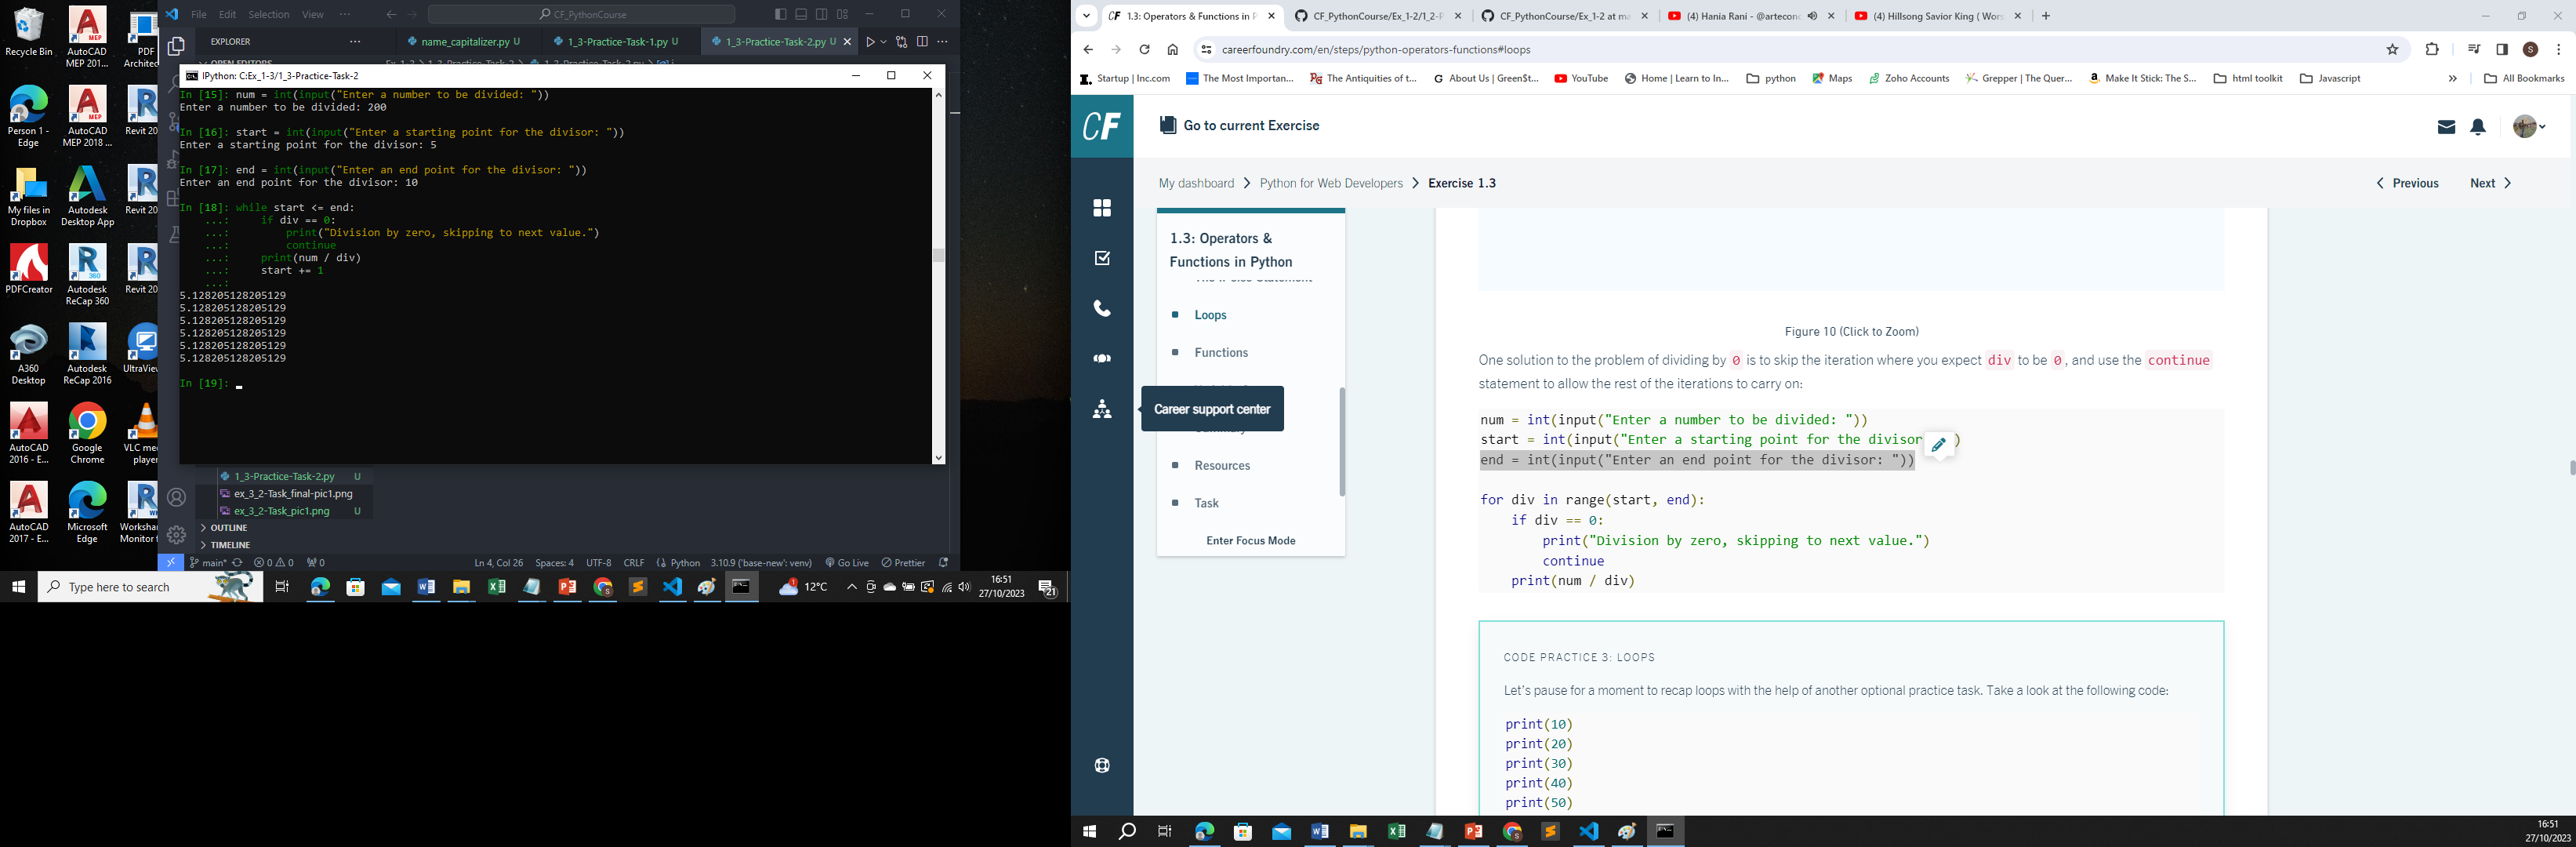 Recycle Bin
AutoCAD MEP 201...
PDF Architec
Person 1 - Edge
AutoCAD MEP 2018 ...
Revit 20
My files in Dropbox
Autodesk Desktop App
Revit 20
PDFCreator
Autodesk ReCap 360
Revit 20
A360 Desktop
Autodesk ReCap 2016
UltraView
AutoCAD 2016 - E...
Google Chrome
VLC me player
AutoCAD 2017 - E...
Microsoft Edge
Worksha Monitor f
File Edit Selection View ...
CF_PythonCourse
EXPLORER ...
name_capitalizer.py U
1_3-Practice-Task-1.py U
1_3-Practice-Task-2.py U
IPython: C:Ex_1-3/1_3-Practice-Task-2
In [15]: num = int(input("Enter a number to be divided: "))
Enter a number to be divided: 200
In [16]: start = int(input("Enter a starting point for the divisor: "))
Enter a starting point for the divisor: 5
In [17]: end = int(input("Enter an end point for the divisor: "))
Enter an end point for the divisor: 10
In [18]: while start <= end:
...:     if div == 0:
...:         print("Division by zero, skipping to next value.")
...:         continue
...:     print(num / div)
...:     start += 1
...:
5.128205128205129
5.128205128205129
5.128205128205129
5.128205128205129
5.128205128205129
5.128205128205129
In [19]:
1_3-Practice-Task-2.py U
ex_3_2-Task_final-pic1.png
ex_3_2-Task_pic1.png U
OUTLINE
TIMELINE
main* 0 0 0 Ln 4, Col 26 Spaces: 4 UTF-8 CRLF Python 3.10.9 ('base-new': venv) Go Live Prettier
Type here to search
12°C
16:51
27/10/2023
21
1.3: Operators & Functions in P
CF_PythonCourse/Ex_1-2/1_2-P
CF_PythonCourse/Ex_1-2 at ma
(4) Hania Rani - @artecono
(4) Hillsong Savior King ( Wors
careerfoundry.com/en/steps/python-operators-functions#loops
S
Startup | Inc.com
The Most Importan...
The Antiquities of t...
About Us | Green$t...
YouTube
Home | Learn to In...
python
Maps
Zoho Accounts
Grepper | The Quer...
Make It Stick: The S...
html toolkit
Javascript
»
All Bookmarks
CF
Go to current Exercise
My dashboard > Python for Web Developers > Exercise 1.3
Previous
Next
1.3: Operators & Functions in Python
Loops
Functions
Career support center
Resources
Task
Enter Focus Mode
Figure 10 (Click to Zoom)
One solution to the problem of dividing by 0 is to skip the iteration where you expect div to be 0, and use the continue
statement to allow the rest of the iterations to carry on:
num = int(input("Enter a number to be divided: "))
start = int(input("Enter a starting point for the divisor )
end = int(input("Enter an end point for the divisor: "))
for div in range(start, end):
    if div == 0:
        print("Division by zero, skipping to next value.")
        continue
    print(num / div)
CODE PRACTICE 3: LOOPS
Let's pause for a moment to recap loops with the help of another optional practice task. Take a look at the following code:
print(10)
print(20)
print(30)
print(40)
print(50)
16:51
27/10/2023